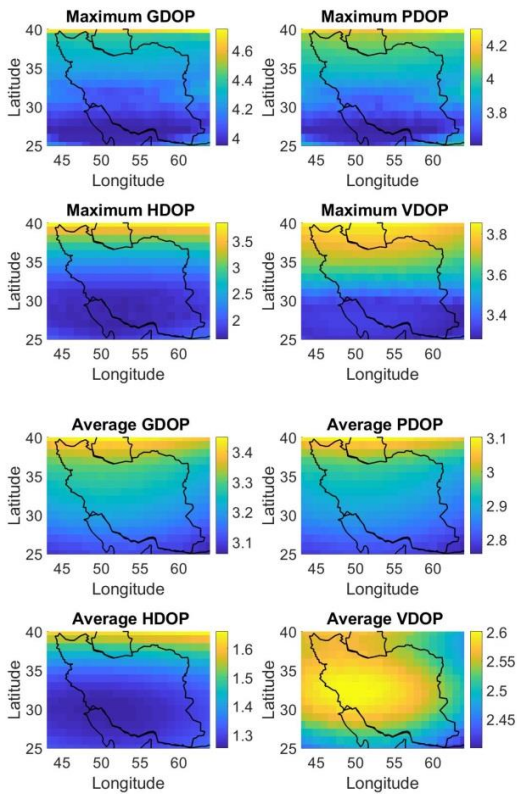 Maximum GDOP
40
35
30
25
Latitude
45 50 55 60
Longitude
4.6
4.4
4.2
4
Maximum PDOP
40
35
30
25
Latitude
45 50 55 60
Longitude
4.2
4
3.8
Maximum HDOP
40
35
30
25
Latitude
45 50 55 60
Longitude
3.5
3
2.5
2
Maximum VDOP
40
35
30
25
Latitude
45 50 55 60
Longitude
3.8
3.6
3.4
Average GDOP
40
35
30
25
Latitude
45 50 55 60
Longitude
3.4
3.3
3.2
3.1
Average PDOP
40
35
30
25
Latitude
45 50 55 60
Longitude
3.1
3
2.9
2.8
Average HDOP
40
35
30
25
Latitude
45 50 55 60
Longitude
1.6
1.5
1.4
1.3
Average VDOP
40
35
30
25
Latitude
45 50 55 60
Longitude
2.6
2.55
2.5
2.45